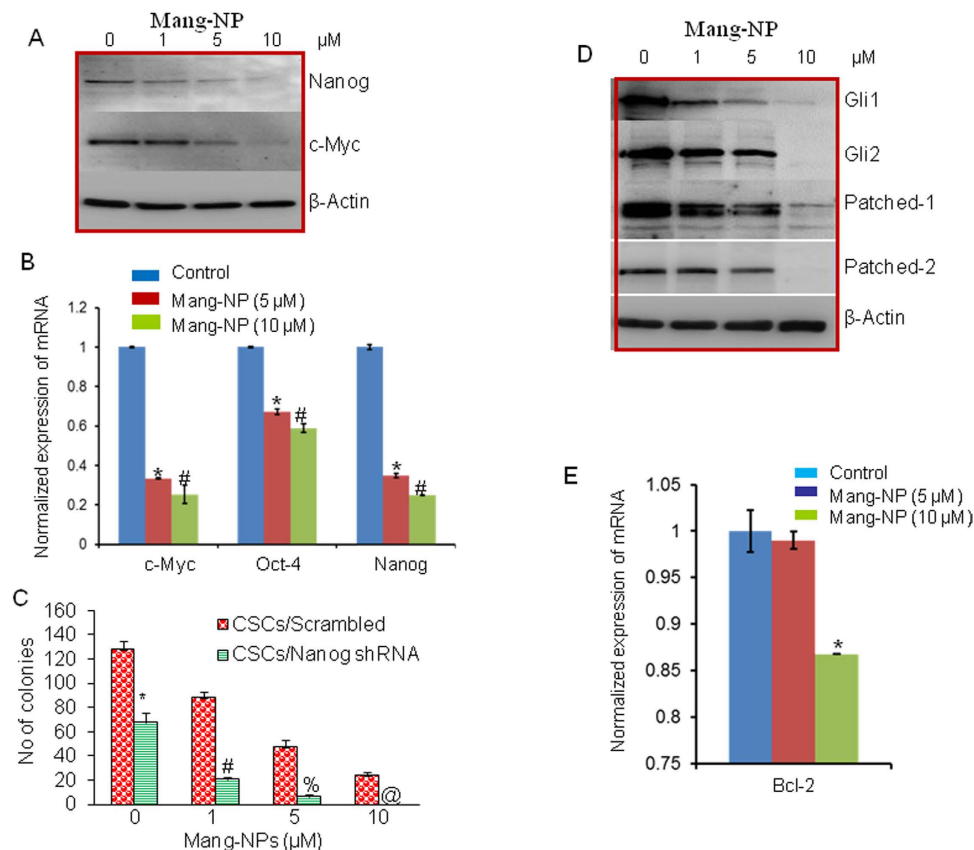 A
Mang-NP
0 1 5 10 μM
Nanog
c-Myc
β-Actin
B
Control
Mang-NP (5 μM)
Mang-NP (10 μM)
Normalized expression of mRNA
1.2
1
0.8
0.6
0.4
0.2
0
*
#
*
#
*
#
c-Myc Oct-4 Nanog
C
CSCs/Scrambled
CSCs/Nanog shRNA
No of colonies
160
140
120
100
80
60
40
20
0
*
#
%
@
0 1 5 10
Mang-NPs (μM)
D
Mang-NP
0 1 5 10 μM
Gli1
Gli2
Patched-1
Patched-2
β-Actin
E
Control
Mang-NP (5 μM)
Mang-NP (10 μM)
Normalized expression of mRNA
1.05
1
0.95
0.9
0.85
0.8
0.75
*
Bcl-2